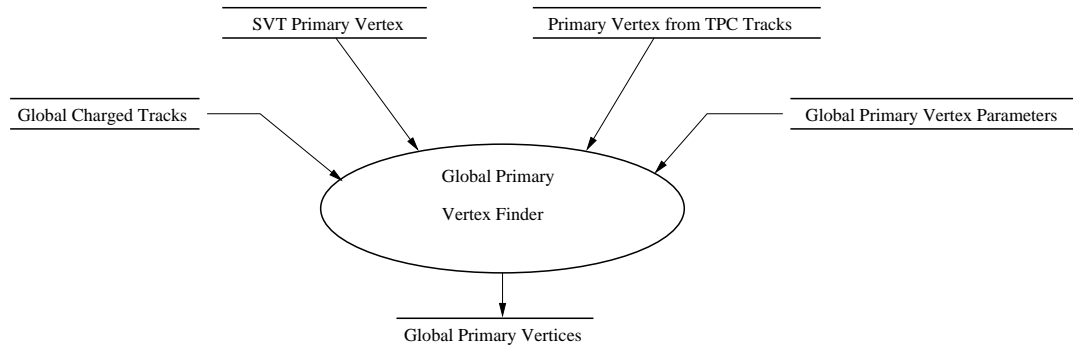 SVT Primary Vertex
Primary Vertex from TPC Tracks
Global Charged Tracks
Global Primary Vertex Parameters
Global Primary
Vertex Finder
Global Primary Vertices